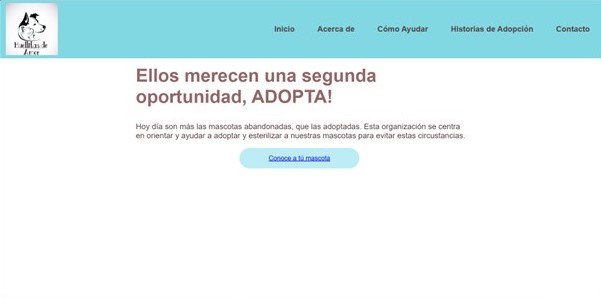 Huellitas de
Amor
Inicio
Acerca de
Cómo Ayudar
Historias de Adopción
Contacto
Ellos merecen una segunda
oportunidad, ADOPTA!
Hoy día son más las mascotas abandonadas, que las adoptadas. Esta organización se centra
en orientar y ayudar a adoptar y esterilizar a nuestras mascotas para evitar estas circustancias.
Conoce a tú mascota